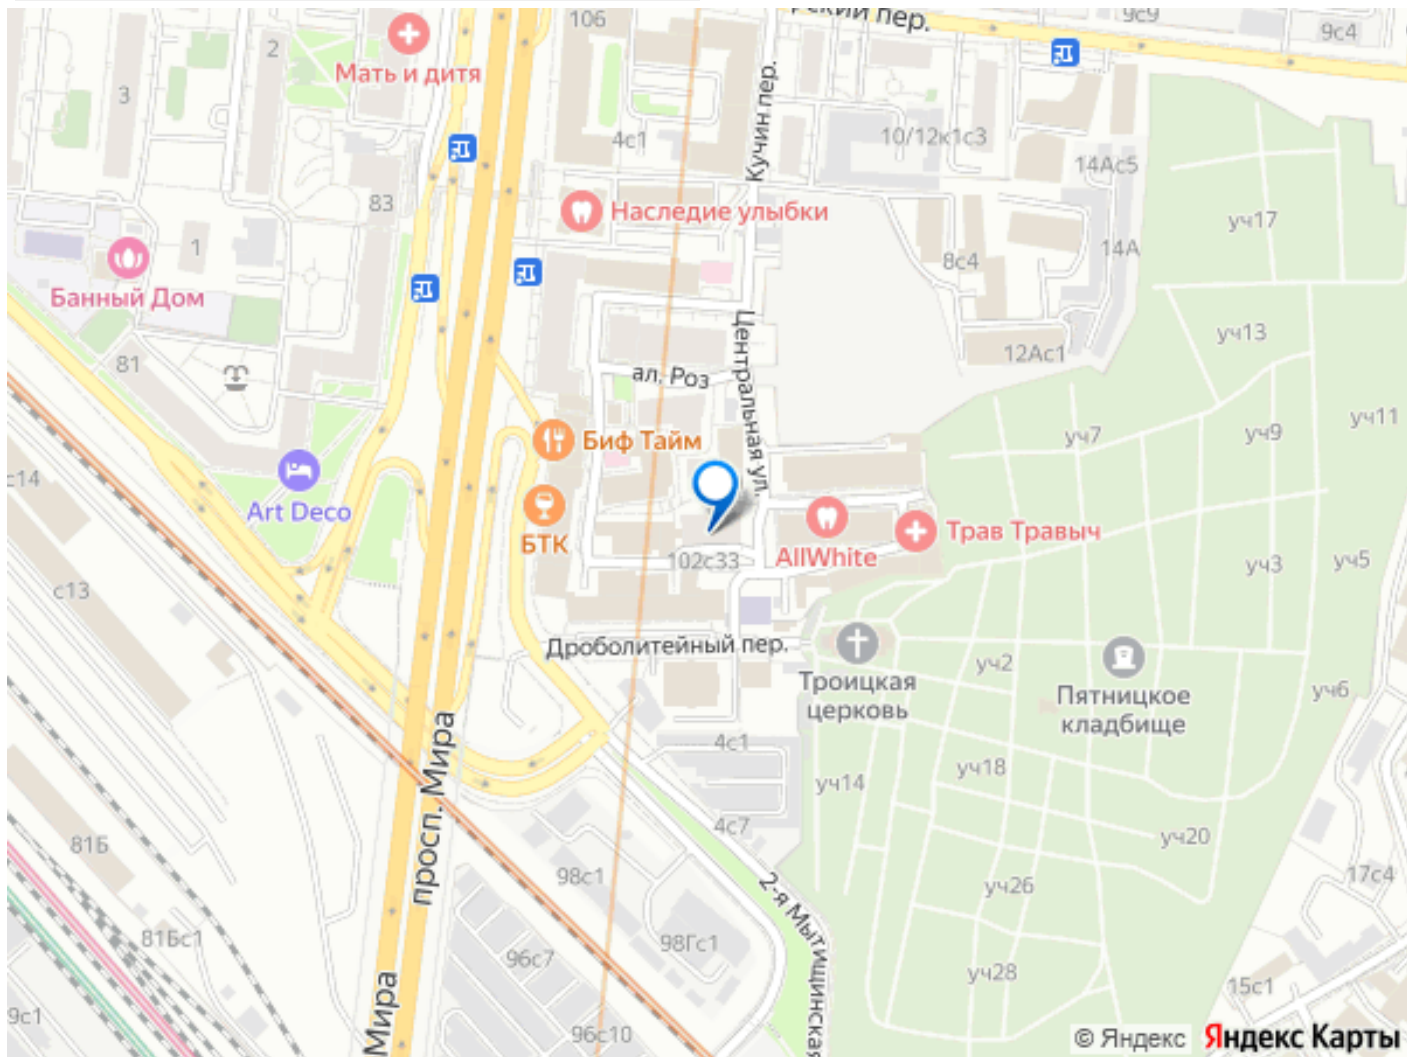 106
рский пер.
9с9
9с4
2
Мать и дитя
3
Кучин пер.
4с1
10/12к1с3
14Ас5
83
Наследие улыбки
уч17
1
14А
8с4
Банный Дом
Центральная ул.
уч13
12Ас1
81
ал. Роз
уч11
Биф Тайм
уч7
уч9
с14
Art Deco
БТК
AllWhite
Трав Травыч
102с33
уч3
уч5
с13
Дроболитейный пер.
Троицкая
церковь
уч2
Пятницкое
кладбище
уч6
просп. Мира
4с1
уч18
уч14
4с7
уч20
81Б
98с1
2-я Мытищинская
уч26
17с4
81Бс1
98Гс1
96с7
уч28
15с1
9с1
Мира
96с10
© Яндекс
Яндекс Карты